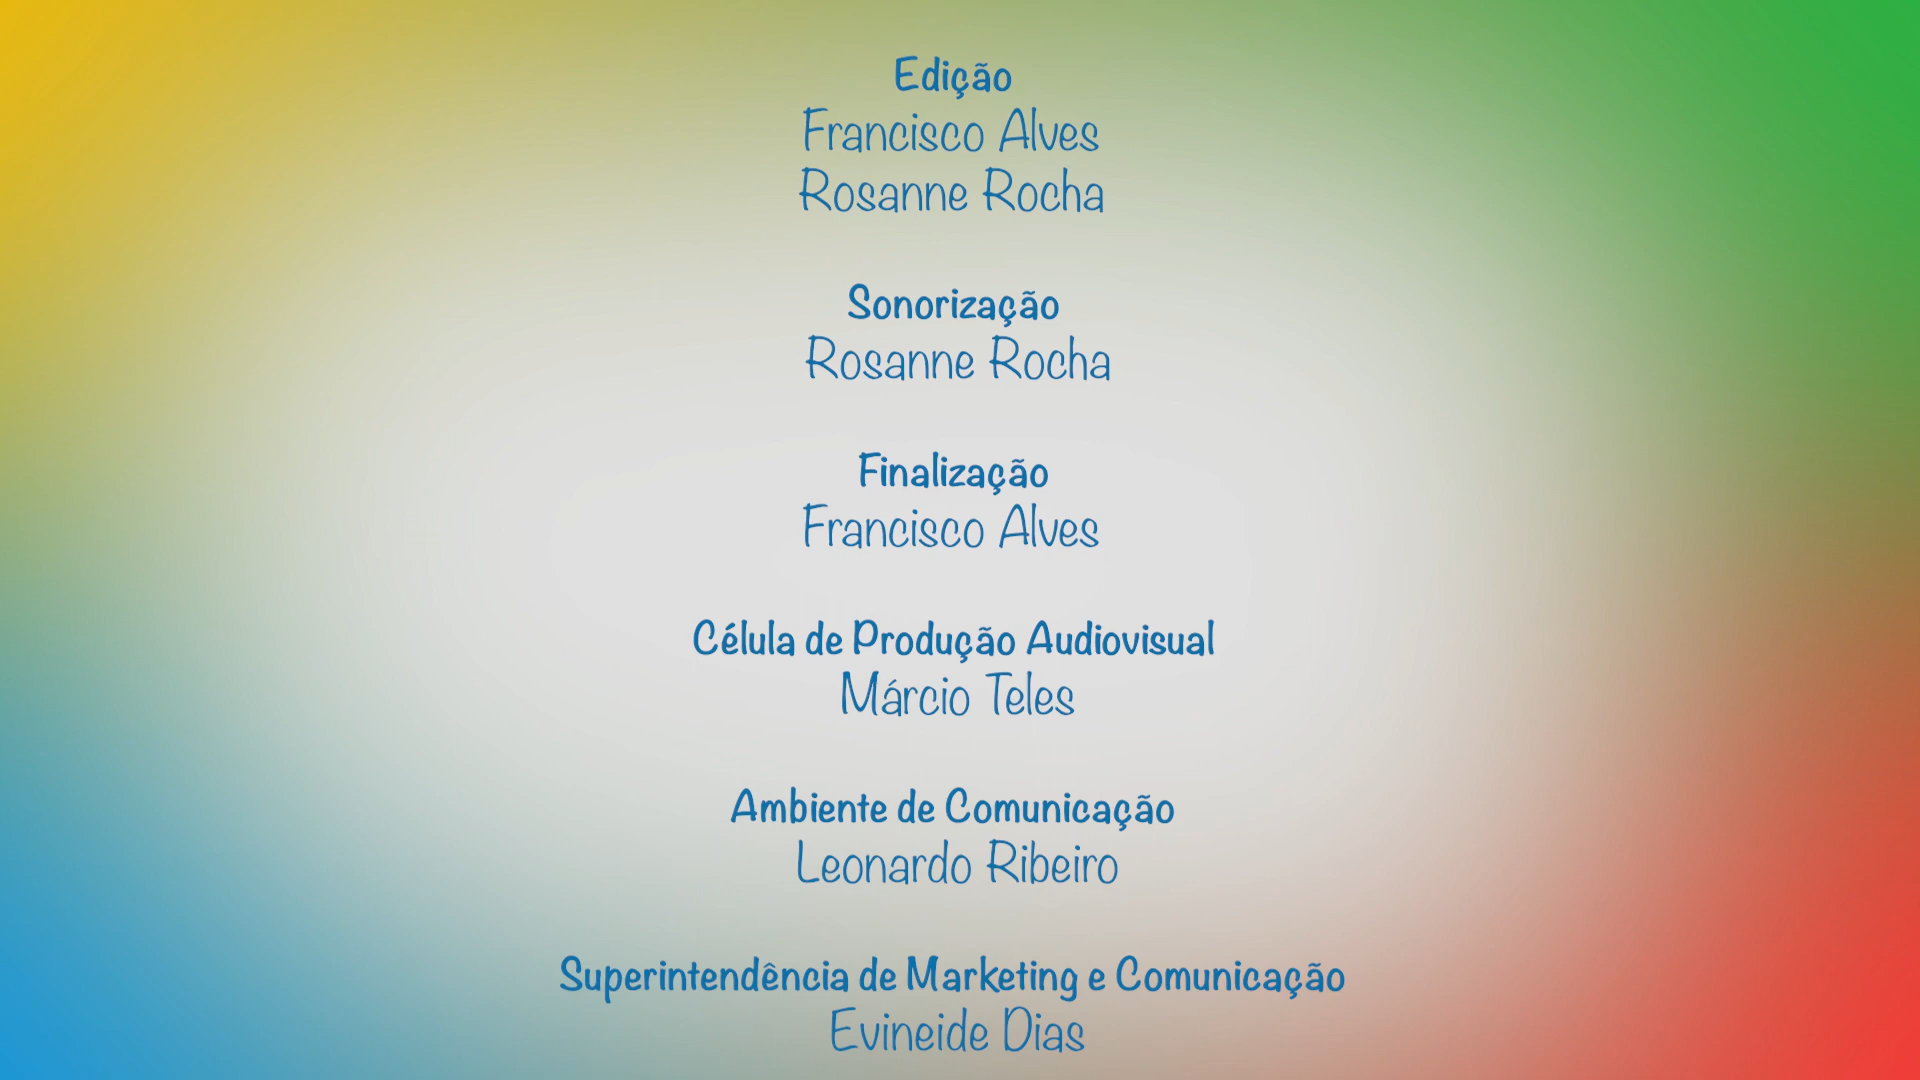 Edição
Francisco Alves
Rosanne Rocha
Sonorização
Rosanne Rocha
Finalização
Francisco Alves
Célula de Produção Audiovisual
Márcio Teles
Ambiente de Comunicação
Leonardo Ribeiro
Superintendência de Marketing e Comunicação
Evineide Dias